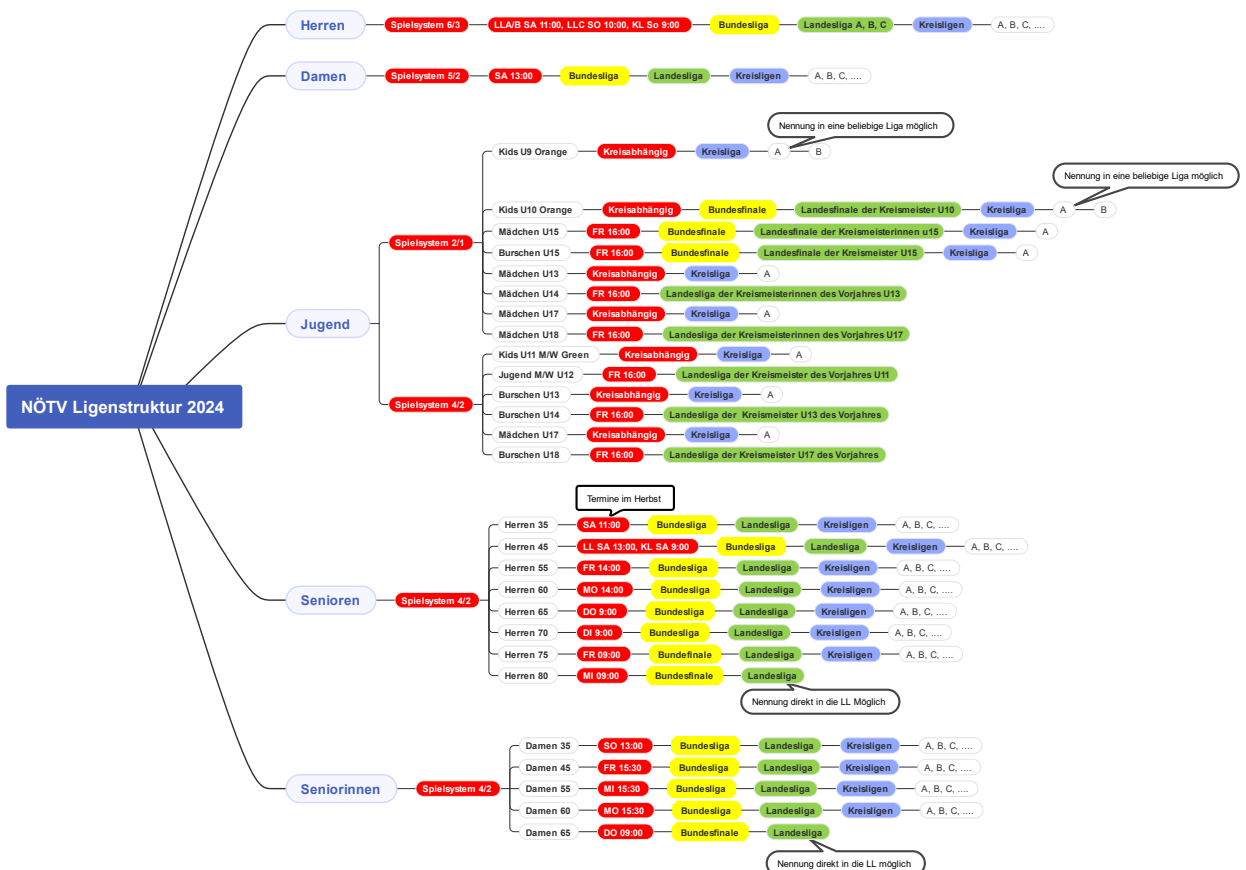 Herren Spielsystem 6/3 LLA/B SA 11:00, LLC SO 10:00, KL So 9:00 Bundesliga Landesliga A, B, C Kreisligen A, B, C, ....
Damen Spielsystem 5/2 SA 13:00 Bundesliga Landesliga Kreisligen A, B, C, ....
Nennung in eine beliebige Liga möglich
Kids U9 Orange Kreisabhängig Kreisliga A B
Nennung in eine beliebige Liga möglich
Kids U10 Orange Kreisabhängig Bundesfinale Landesfinale der Kreismeister U10 Kreisliga A B
Mädchen U15 FR 16:00 Bundesfinale Landesfinale der Kreismeisterinnen u15 Kreisliga A
Spielsystem 2/1
Burschen U15 FR 16:00 Bundesfinale Landesfinale der Kreismeister U15 Kreisliga A
Mädchen U13 Kreisabhängig Kreisliga A
Mädchen U14 FR 16:00 Landesliga der Kreismeisterinnen des Vorjahres U13
Mädchen U17 Kreisabhängig Kreisliga A
Jugend
Mädchen U18 FR 16:00 Landesliga der Kreismeisterinnen des Vorjahres U17
Kids U11 M/W Green Kreisabhängig Kreisliga A
Jugend M/W U12 FR 16:00 Landesliga der Kreismeister des Vorjahres U11
Burschen U13 Kreisabhängig Kreisliga A
NÖTV Ligenstruktur 2024
Spielsystem 4/2
Burschen U14 FR 16:00 Landesliga der Kreismeister U13 des Vorjahres
Mädchen U17 Kreisabhängig Kreisliga A
Burschen U18 FR 16:00 Landesliga der Kreismeister U17 des Vorjahres
Termine im Herbst
Herren 35 SA 11:00 Bundesliga Landesliga Kreisligen A, B, C, ....
Herren 45 LL SA 13:00, KL SA 9:00 Bundesliga Landesliga Kreisligen A, B, C, ....
Herren 55 FR 14:00 Bundesliga Landesliga Kreisligen A, B, C, ....
Herren 60 MO 14:00 Bundesliga Landesliga Kreisligen A, B, C, ....
Senioren Spielsystem 4/2
Herren 65 DO 9:00 Bundesliga Landesliga Kreisligen A, B, C, ....
Herren 70 DI 9:00 Bundesliga Landesliga Kreisligen A, B, C, ....
Herren 75 FR 09:00 Bundefinale Landesliga Kreisligen A, B, C, ....
Herren 80 MI 09:00 Bundesfinale Landesliga
Nennung direkt in die LL Möglich
Damen 35 SO 13:00 Bundesliga Landesliga Kreisligen A, B, C, ....
Damen 45 FR 15:30 Bundesliga Landesliga Kreisligen A, B, C, ....
Seniorinnen Spielsystem 4/2
Damen 55 MI 15:30 Bundesliga Landesliga Kreisligen A, B, C, ....
Damen 60 MO 15:30 Bundesliga Landesliga Kreisligen A, B, C, ....
Damen 65 DO 09:00 Bundesfinale Landesliga
Nennung direkt in die LL möglich